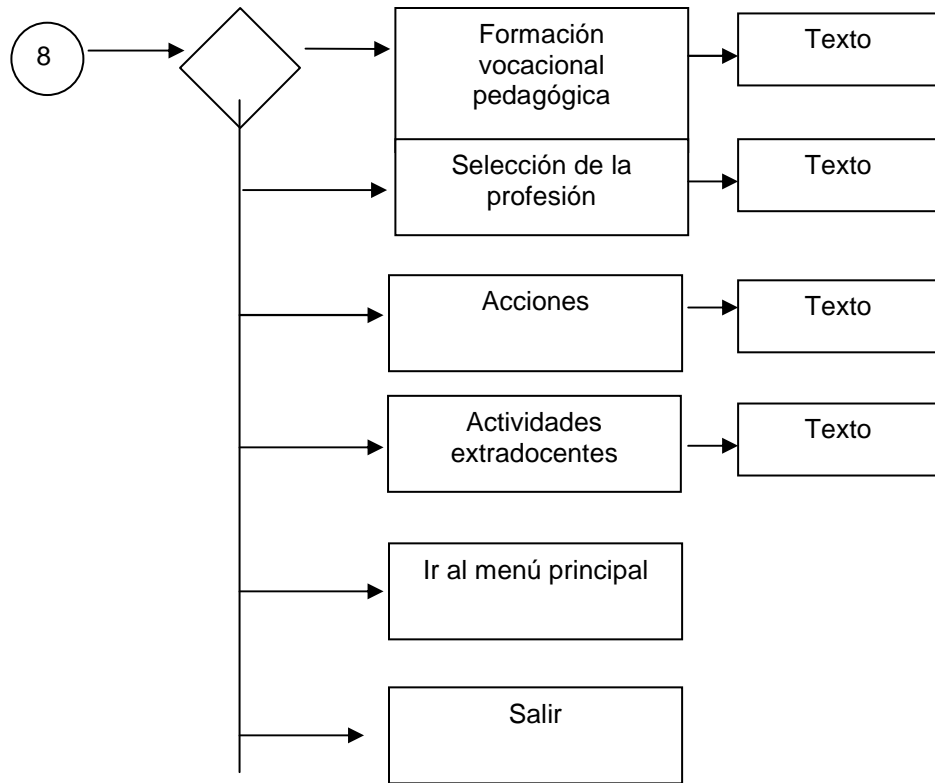 8
Formación
vocacional
pedagógica
Texto
Selección de la
profesión
Texto
Acciones
Texto
Actividades
extradocentes
Texto
Ir al menú principal
Salir